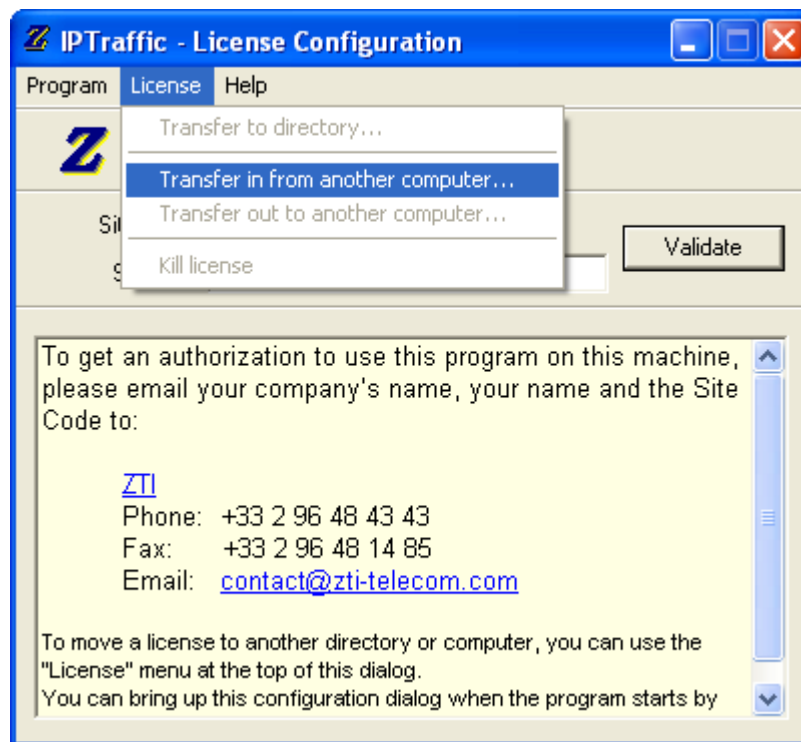 IPTraffic - License Configuration
Program License Help
Transfer to directory...
Transfer in from another computer...
Transfer out to another computer...
Kill license
Validate
To get an authorization to use this program on this machine,
please email your company's name, your name and the Site
Code to:
ZTI
Phone: +33 2 96 48 43 43
Fax: +33 2 96 48 14 85
Email: contact@zti-telecom.com
To move a license to another directory or computer, you can use the
"License" menu at the top of this dialog.
You can bring up this configuration dialog when the program starts by